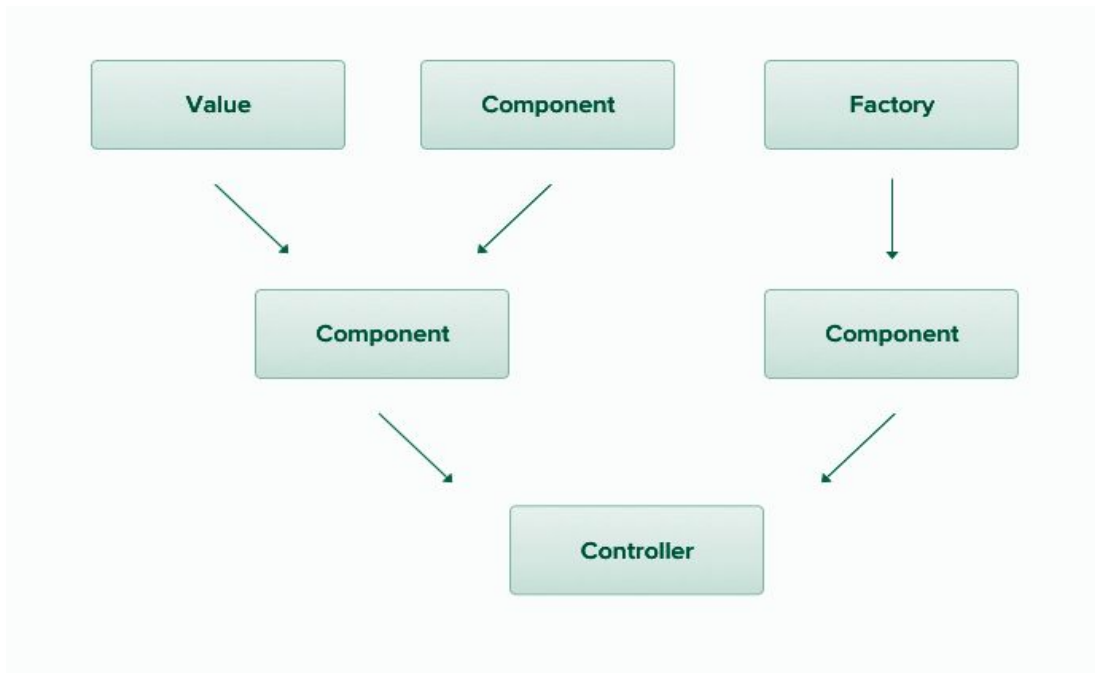 Value
Component
Factory
Component
Component
Controller